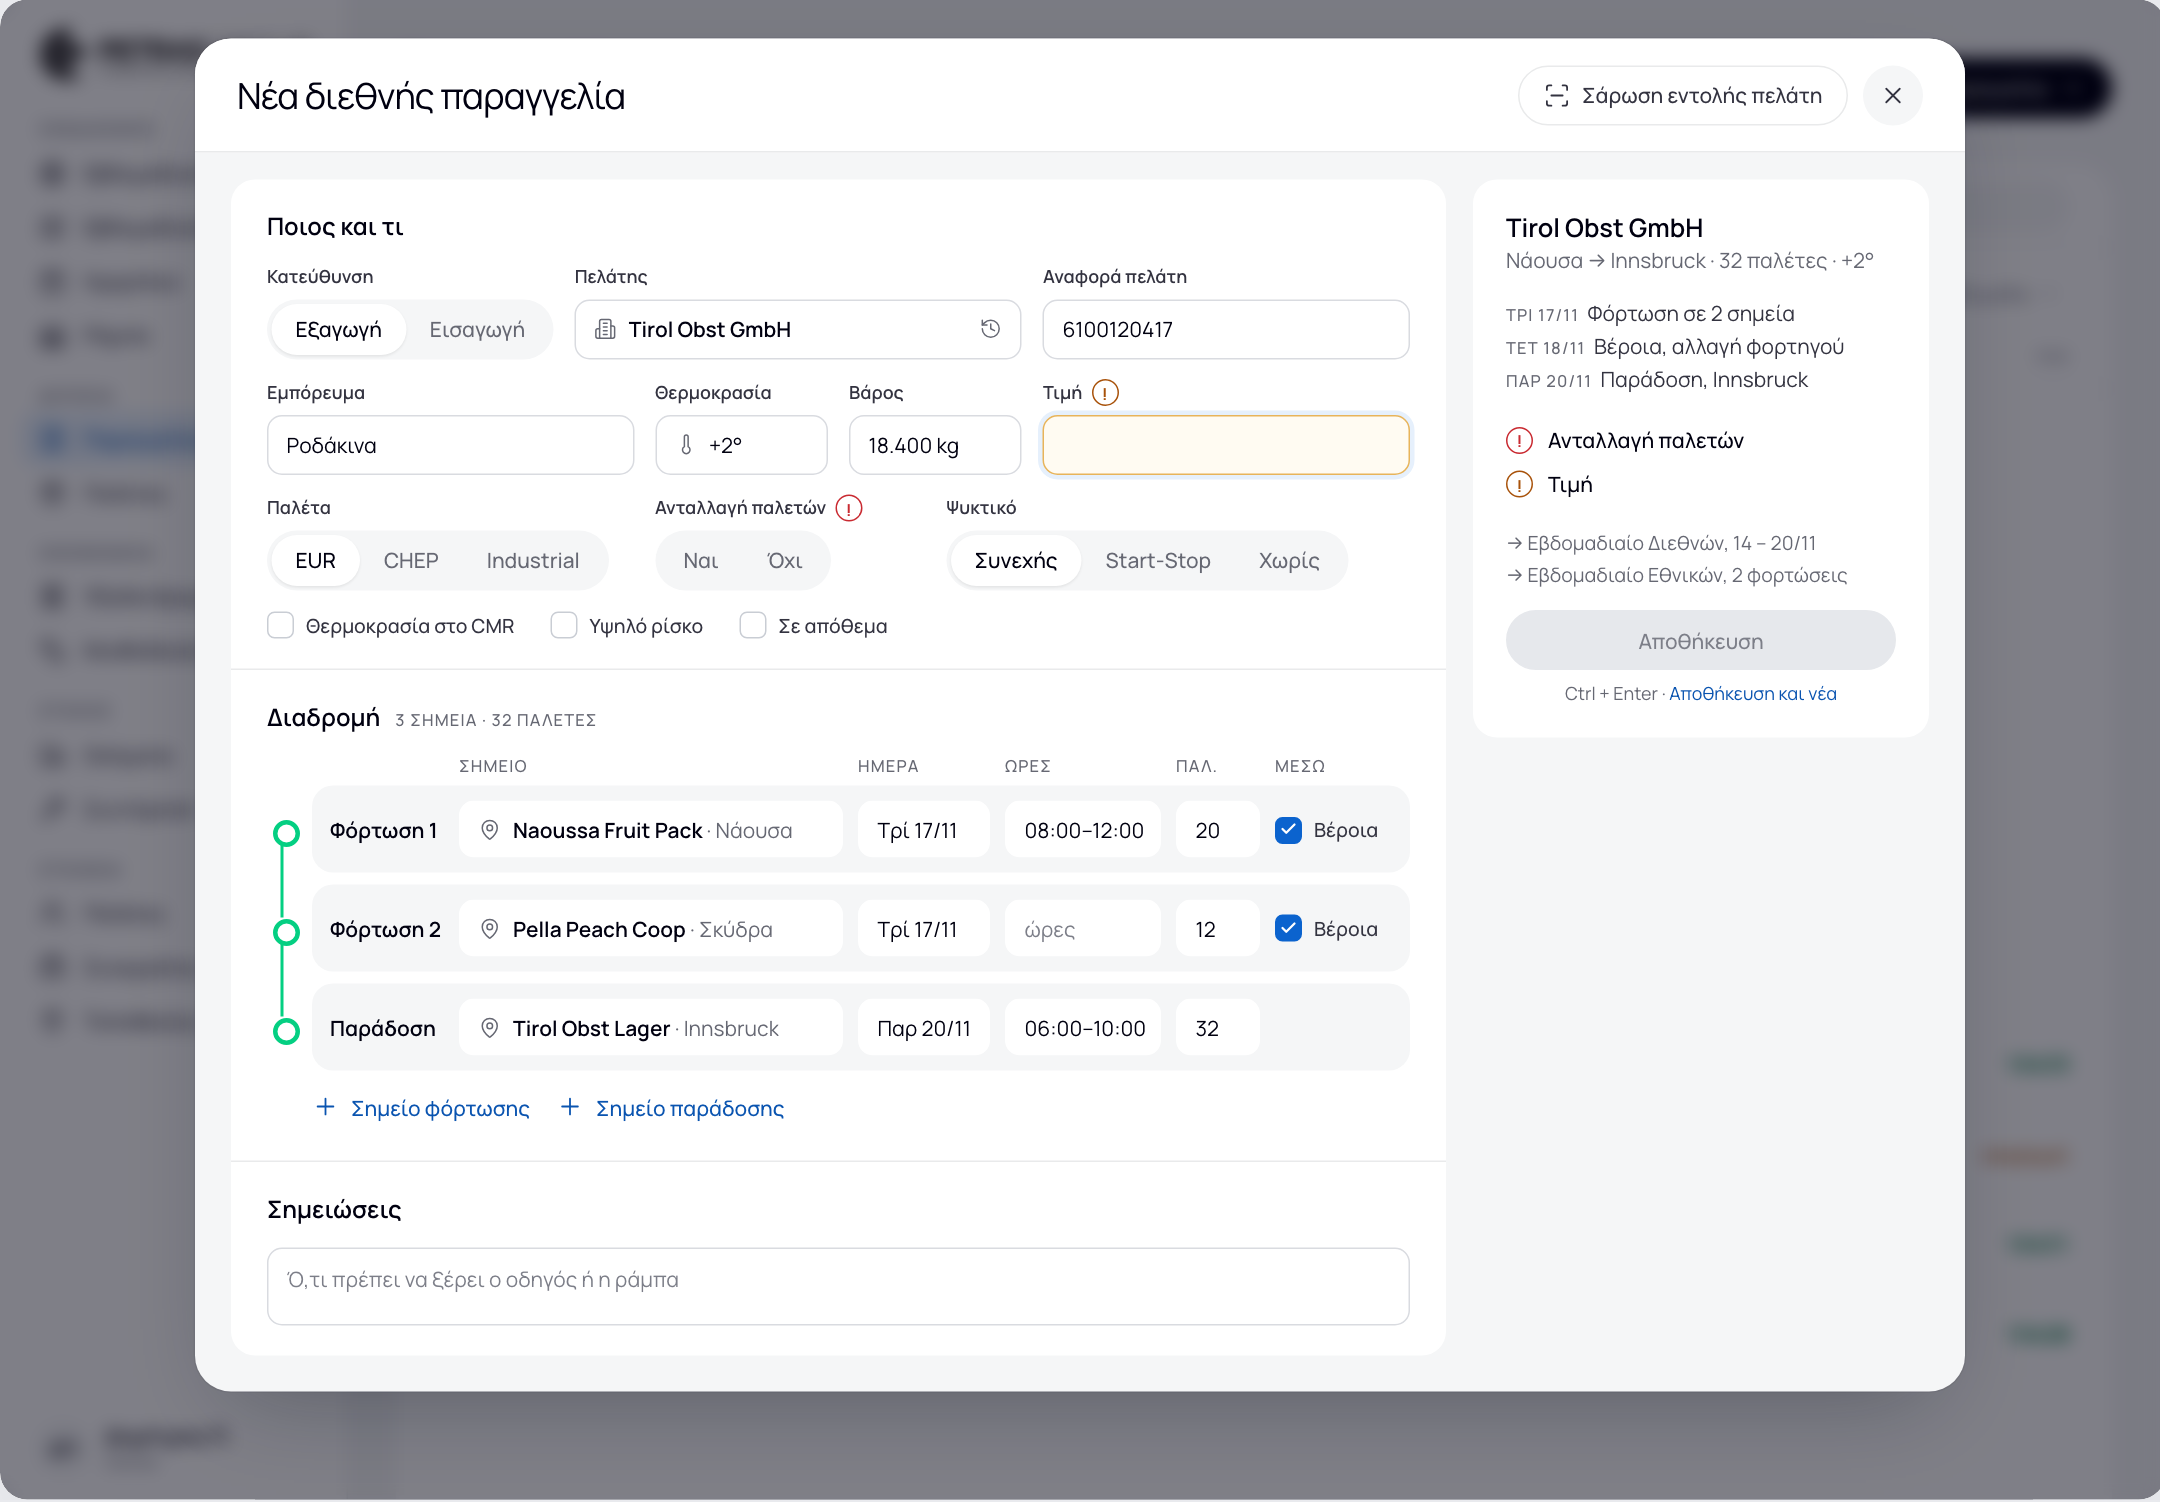 Νέα διεθνής παραγγελία
Σάρωση εντολής πελάτη
Ποιος και τι
Κατεύθυνση
Εξαγωγή Εισαγωγή
Πελάτης
Tirol Obst GmbH
Αναφορά πελάτη
6100120417
Εμπόρευμα
Ροδάκινα
Θερμοκρασία
+2°
Βάρος
18.400 kg
Τιμή
Παλέτα
EUR CHEP Industrial
Ανταλλαγή παλετών
Ναι Όχι
Ψυκτικό
Συνεχής Start-Stop Χωρίς
Θερμοκρασία στο CMR Υψηλό ρίσκο Σε απόθεμα
Διαδρομή 3 ΣΗΜΕΙΑ · 32 ΠΑΛΕΤΕΣ
ΣΗΜΕΙΟ ΗΜΕΡΑ ΩΡΕΣ ΠΑΛ. ΜΕΣΩ
Φόρτωση 1 Naoussa Fruit Pack · Νάουσα Τρί 17/11 08:00–12:00 20 Βέροια
Φόρτωση 2 Pella Peach Coop · Σκύδρα Τρί 17/11 ώρες 12 Βέροια
Παράδοση Tirol Obst Lager · Innsbruck Παρ 20/11 06:00–10:00 32
+ Σημείο φόρτωσης + Σημείο παράδοσης
Σημειώσεις
Ό,τι πρέπει να ξέρει ο οδηγός ή η ράμπα
Tirol Obst GmbH
Νάουσα → Innsbruck · 32 παλέτες · +2°
ΤΡΙ 17/11 Φόρτωση σε 2 σημεία
ΤΕΤ 18/11 Βέροια, αλλαγή φορτηγού
ΠΑΡ 20/11 Παράδοση, Innsbruck
Ανταλλαγή παλετών
Τιμή
→ Εβδομαδιαίο Διεθνών, 14 – 20/11
→ Εβδομαδιαίο Εθνικών, 2 φορτώσεις
Αποθήκευση
Ctrl + Enter · Αποθήκευση και νέα